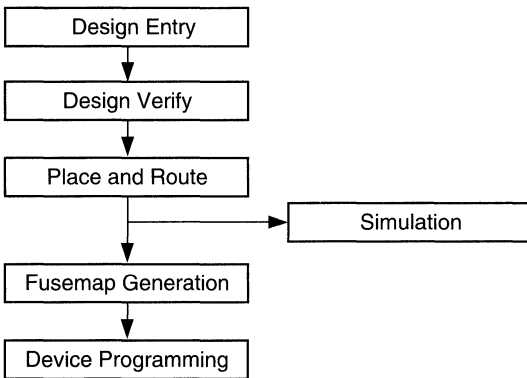 Design Entry
Design Verify
Place and Route
Simulation
Fusemap Generation
Device Programming